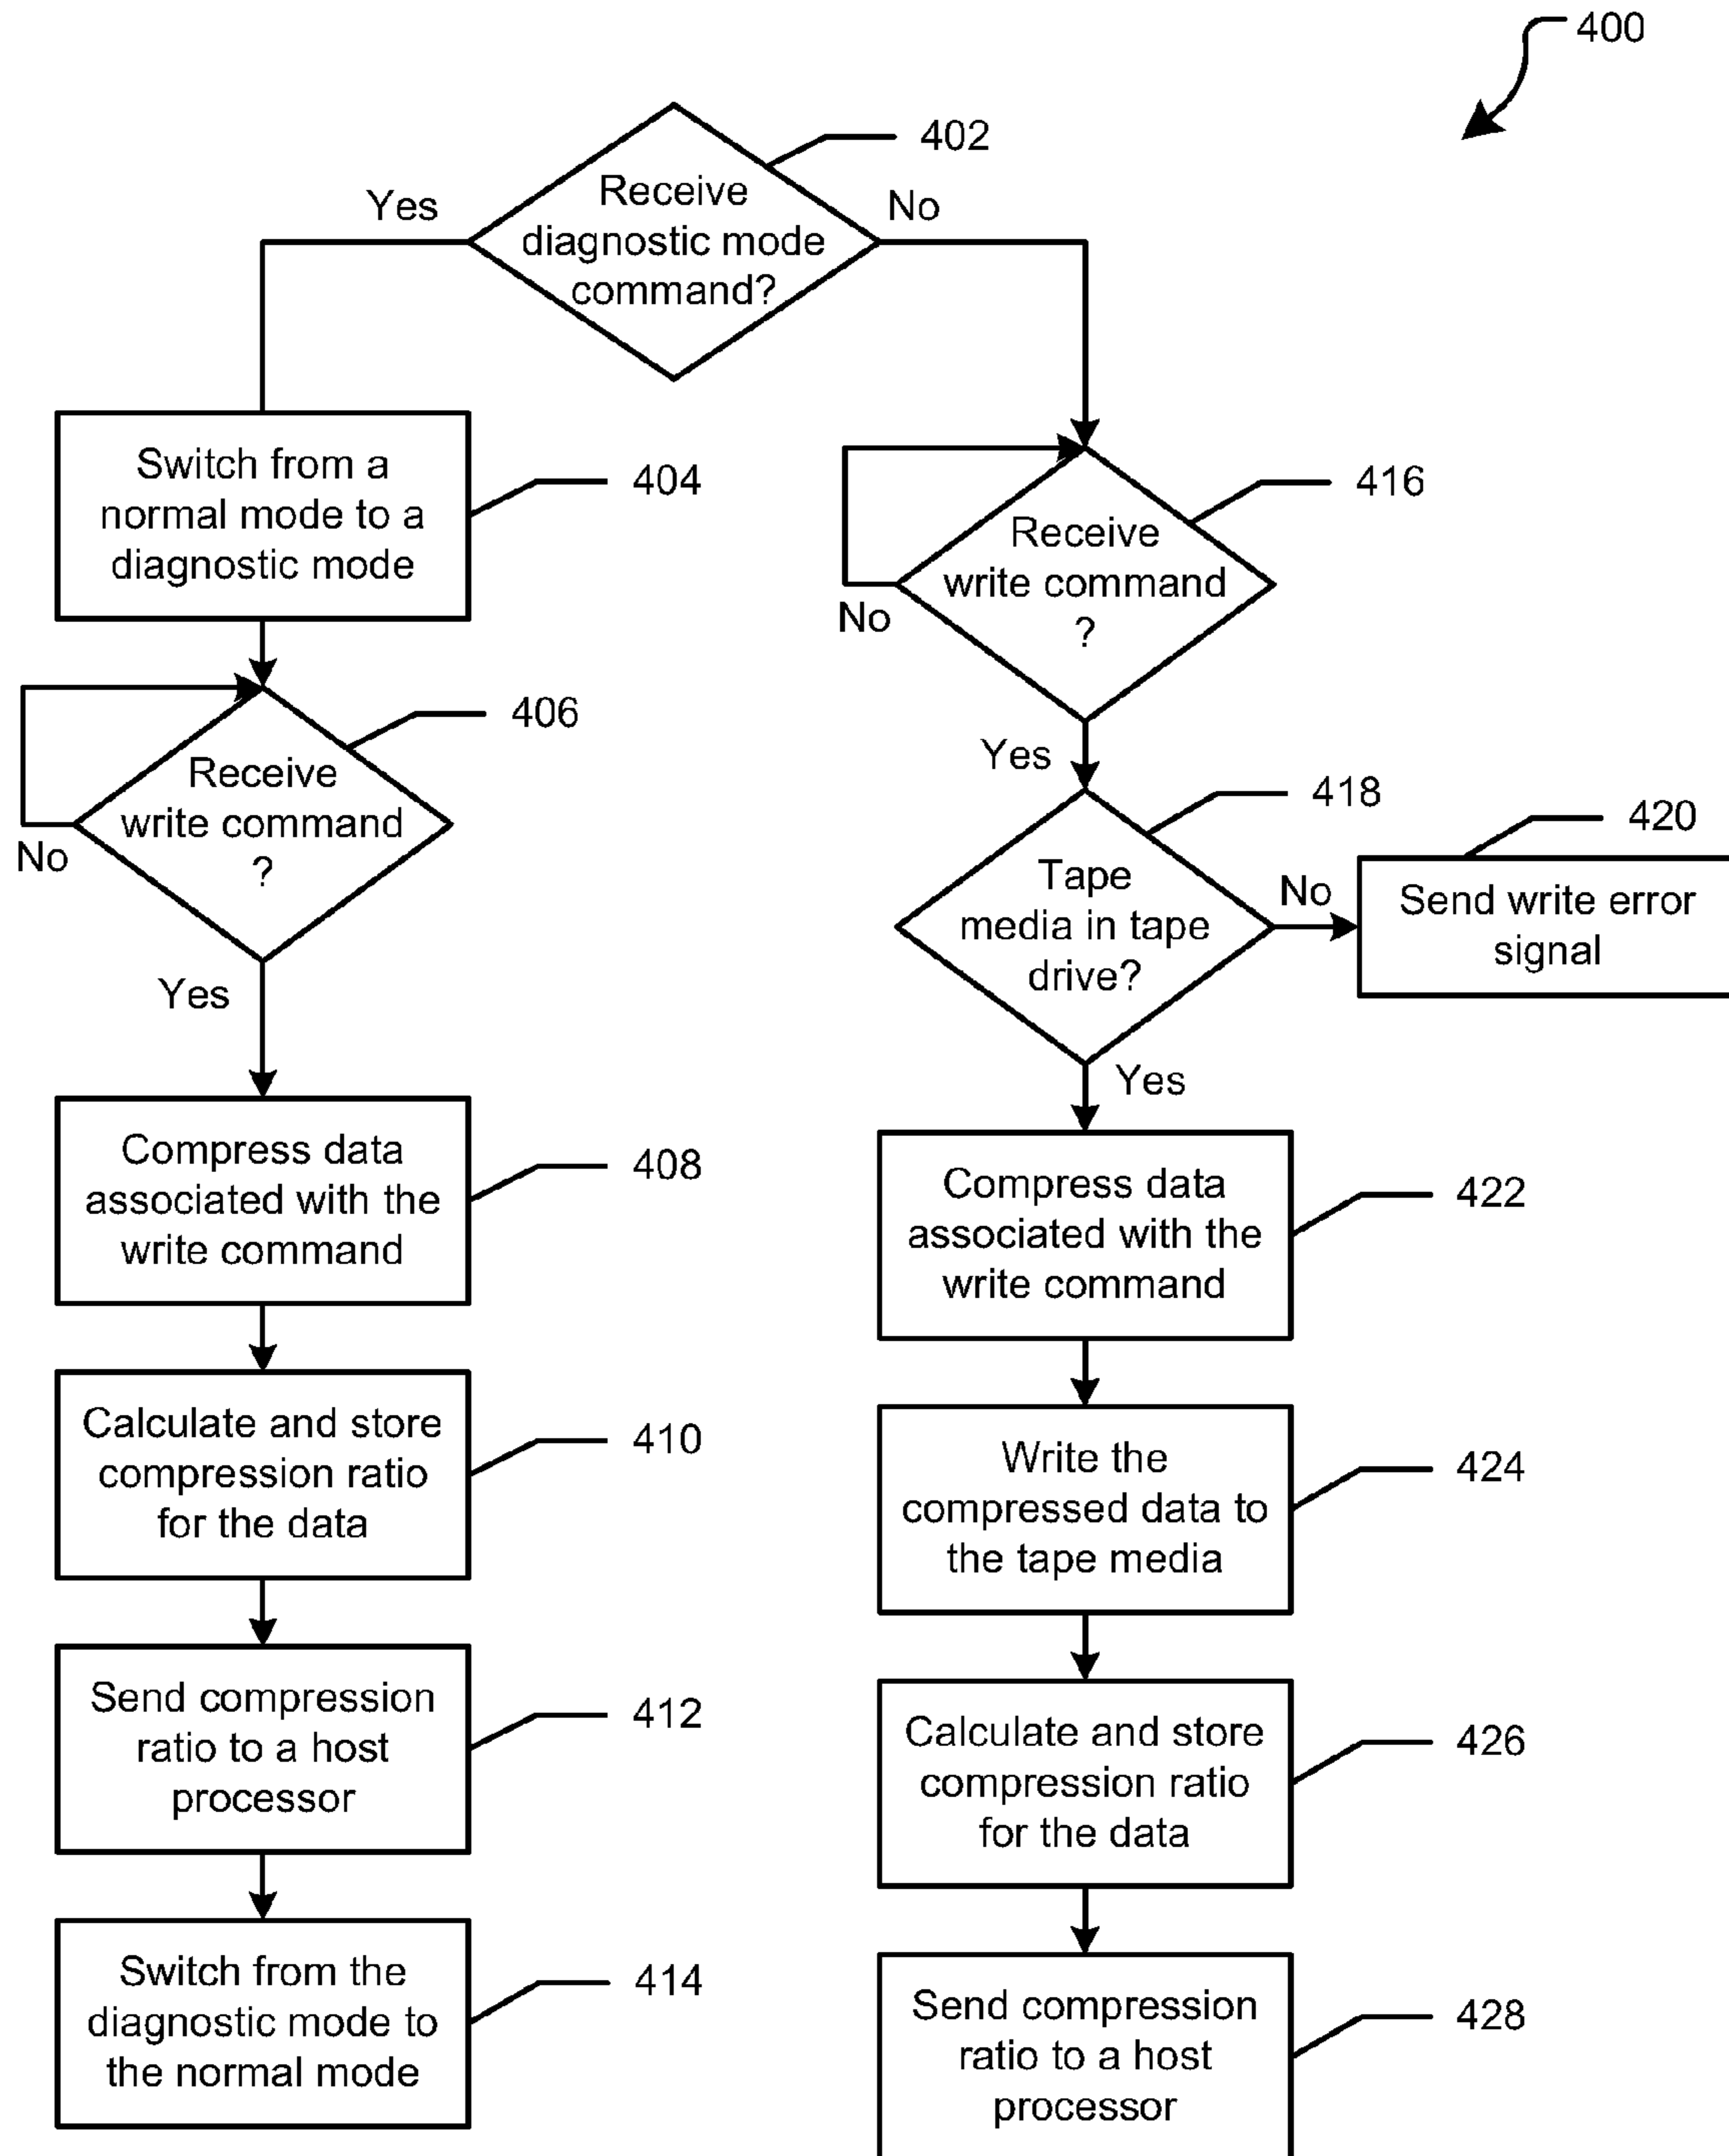 400
402
Receive
diagnostic mode
command?
Yes
No
Switch from a
normal mode to a
diagnostic mode
404
Receive
write command
?
406
No
Yes
Compress data
associated with the
write command
408
Calculate and store
compression ratio
for the data
410
Send compression
ratio to a host
processor
412
Switch from the
diagnostic mode to
the normal mode
414
Receive
write command
?
416
No
Yes
Tape
media in tape
drive?
418
No
420
Send write error
signal
Yes
Compress data
associated with the
write command
422
Write the
compressed data to
the tape media
424
Calculate and store
compression ratio
for the data
426
Send compression
ratio to a host
processor
428